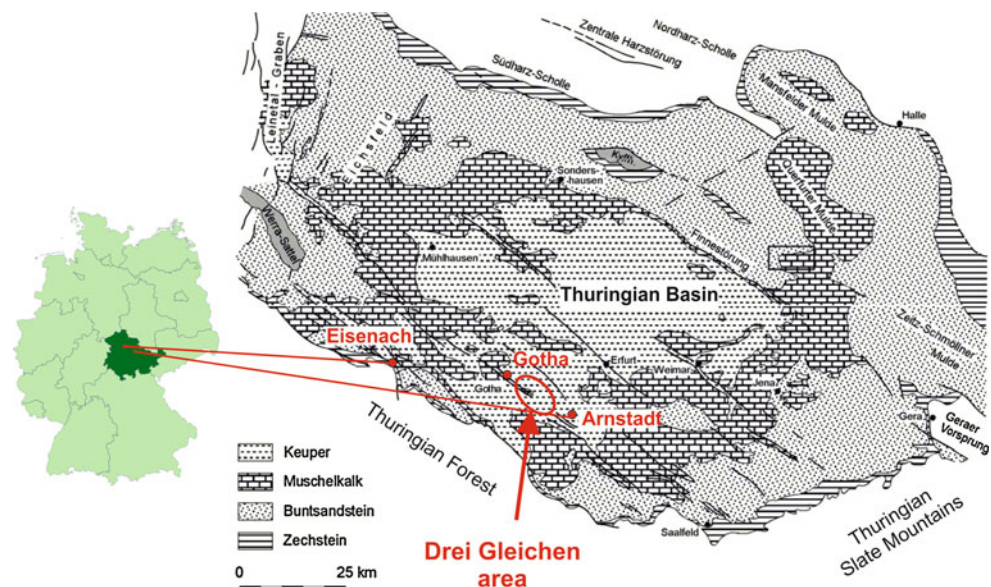 Leinetal - Graben
Eichsfeld
Werra-Sattel
Südharz-Scholle
Zentrale Harzstörung
Nordharz-Scholle
Mansfelder Mulde
Halle
Kyffh.
Sonders-
hausen
Querfurter Mulde
Finnestörung
Mühlhausen
Thuringian Basin
Zeitz-Schmöllner
Mulde
Eisenach
Gotha
Gotha
Erfurt
Weimar
Jena
Arnstadt
Gera
Geraer
Vorsprung
Thuringian Forest
Saalfeld
Thuringian
Slate Mountains
Drei Gleichen
area
Keuper
Muschelkalk
Buntsandstein
Zechstein
0 25 km